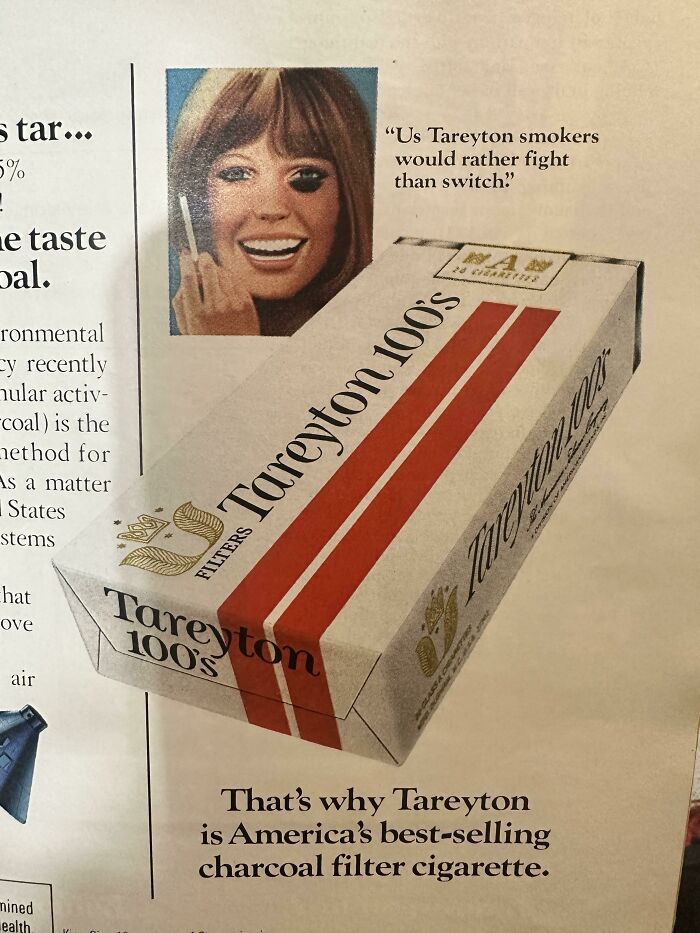 s tar...
5%
!
e taste
oal.
ronmental
cy recently
nular activ-
coal) is the
ethod for
As a matter
States
stems
hat
ove
air
mined
ealth.
“Us Tareyton smokers
would rather fight
than switch.”
A
20 CIGARETTES
Tareyton 100's
FILTERS
Tareyton
100's
Tareyton 100's
That's why Tareyton
is America's best-selling
charcoal filter cigarette.